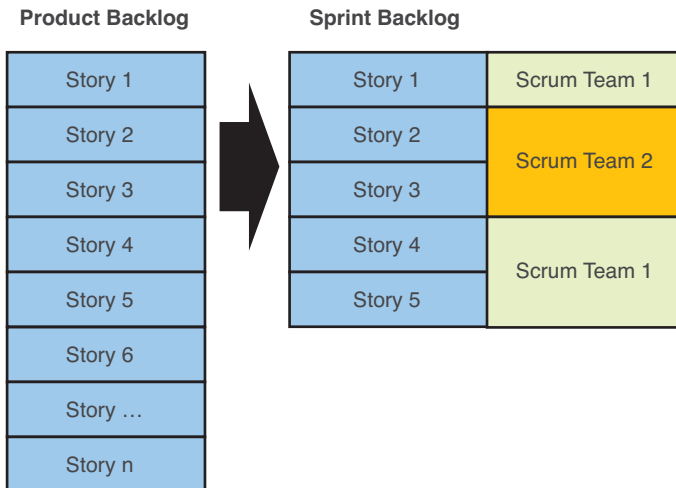 Product Backlog
Sprint Backlog
Story 1
Story 2
Story 3
Story 4
Story 5
Story 6
Story …
Story n
Story 1
Story 2
Story 3
Story 4
Story 5
Scrum Team 1
Scrum Team 2
Scrum Team 1